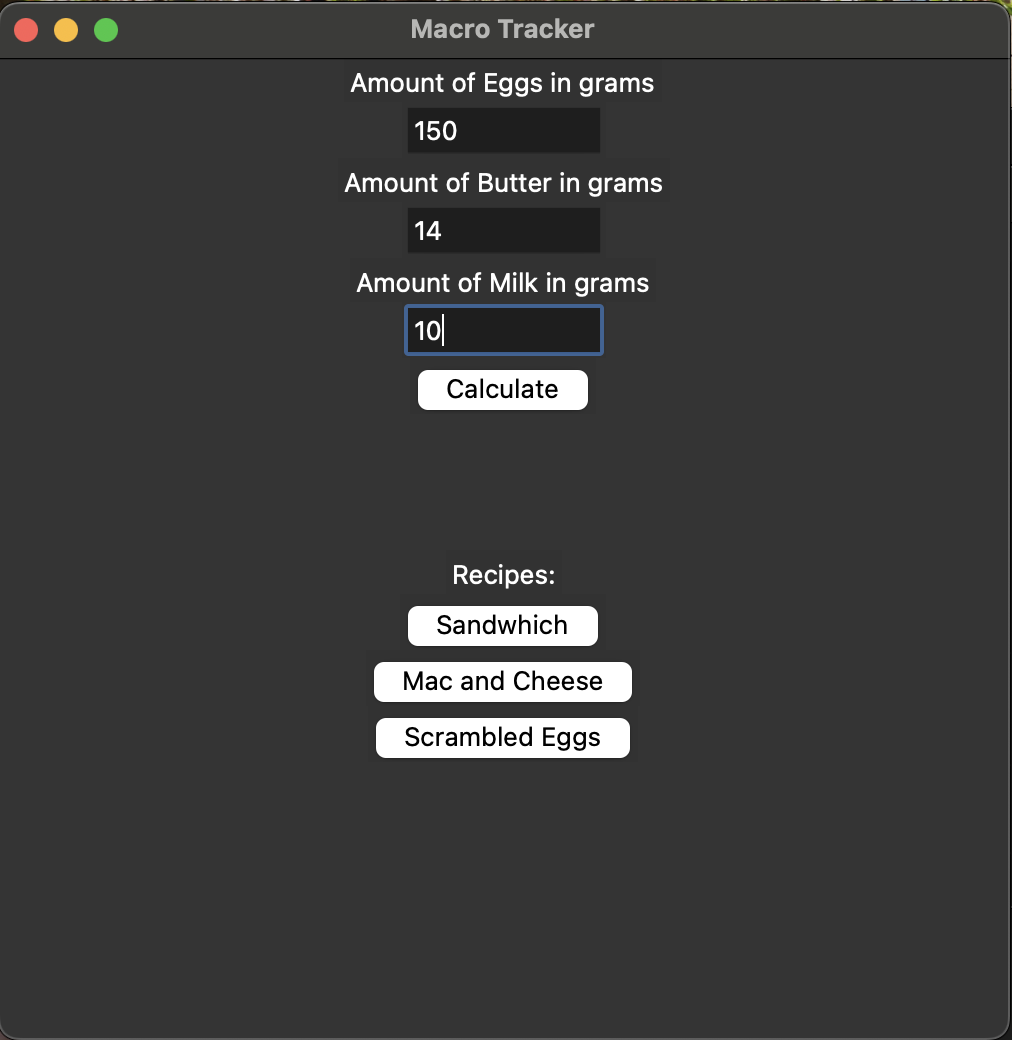 Macro Tracker
Amount of Eggs in grams
150
Amount of Butter in grams
14
Amount of Milk in grams
10
Calculate
Recipes:
Sandwhich
Mac and Cheese
Scrambled Eggs